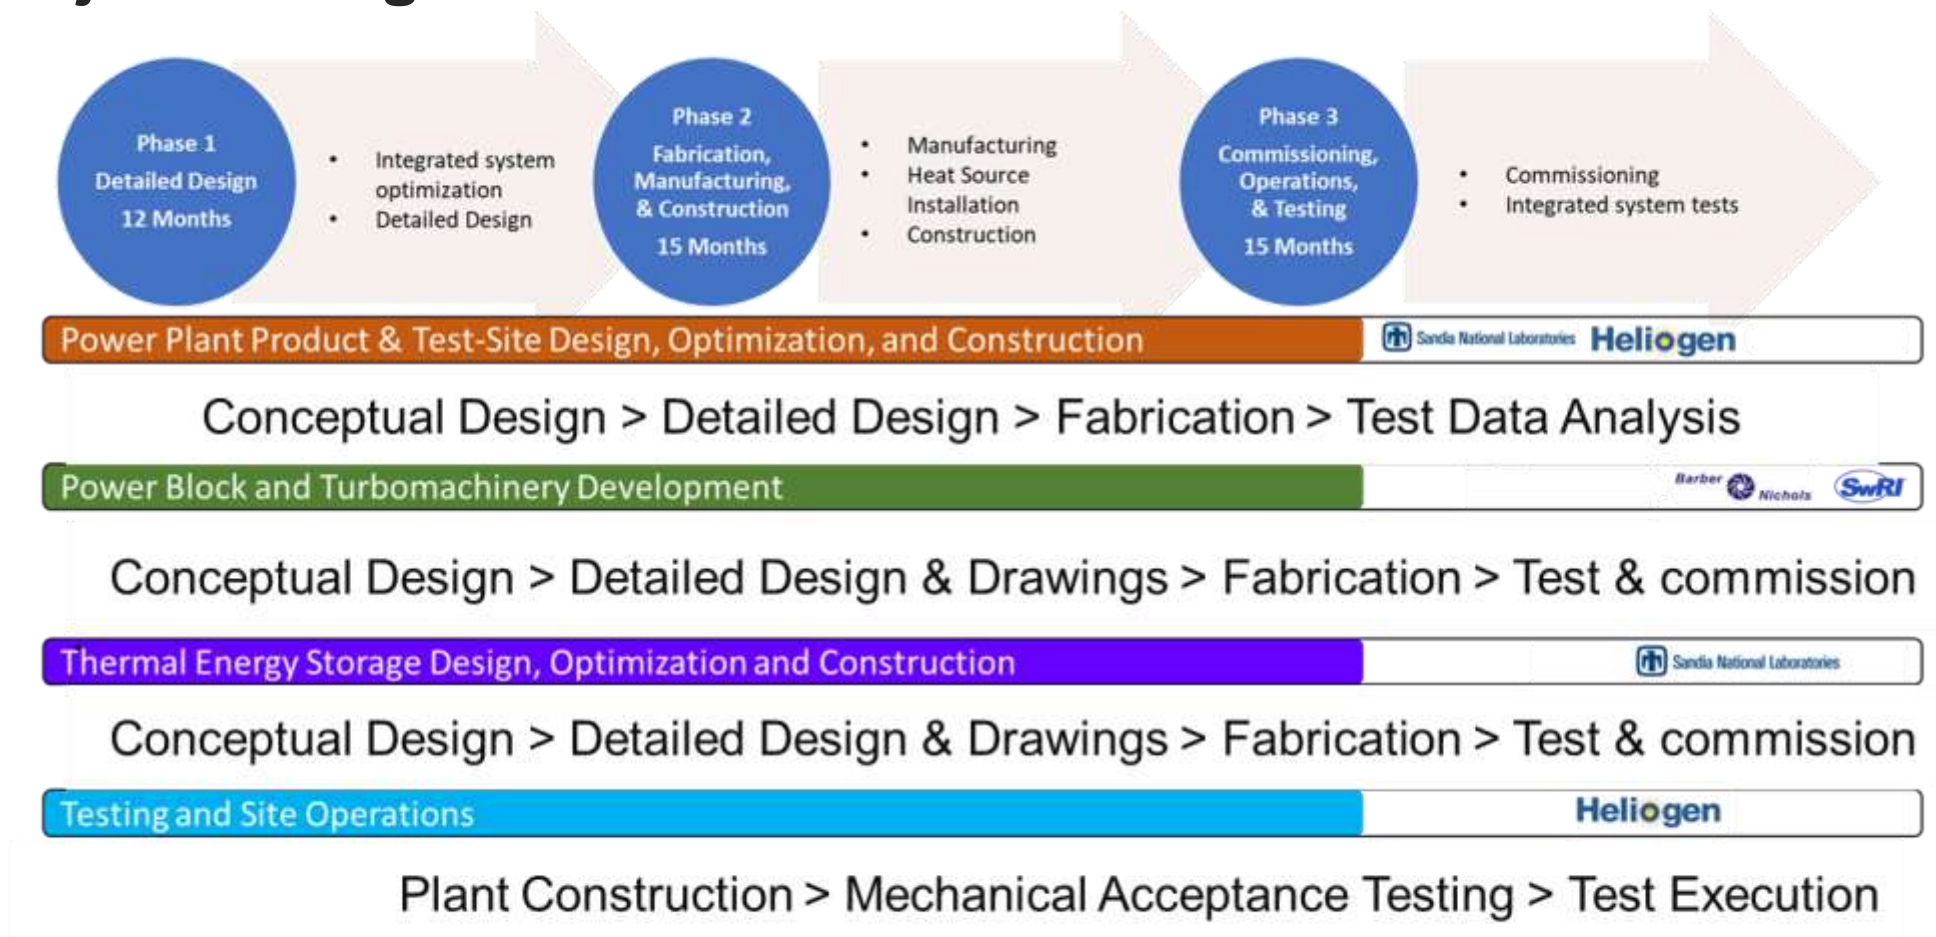 Phase 1
Detailed Design
12 Months
• Integrated system
optimization
• Detailed Design
Phase 2
Fabrication,
Manufacturing,
& Construction
15 Months
• Manufacturing
• Heat Source
Installation
• Construction
Phase 3
Commissioning,
Operations,
& Testing
15 Months
• Commissioning
• Integrated system tests
Power Plant Product & Test-Site Design, Optimization, and Construction
Sandia National Laboratories
Heliogen
Conceptual Design > Detailed Design > Fabrication > Test Data Analysis
Power Block and Turbomachinery Development
Barber
Nichols
SwRI
Conceptual Design > Detailed Design & Drawings > Fabrication > Test & commission
Thermal Energy Storage Design, Optimization and Construction
Sandia National Laboratories
Conceptual Design > Detailed Design & Drawings > Fabrication > Test & commission
Testing and Site Operations
Heliogen
Plant Construction > Mechanical Acceptance Testing > Test Execution